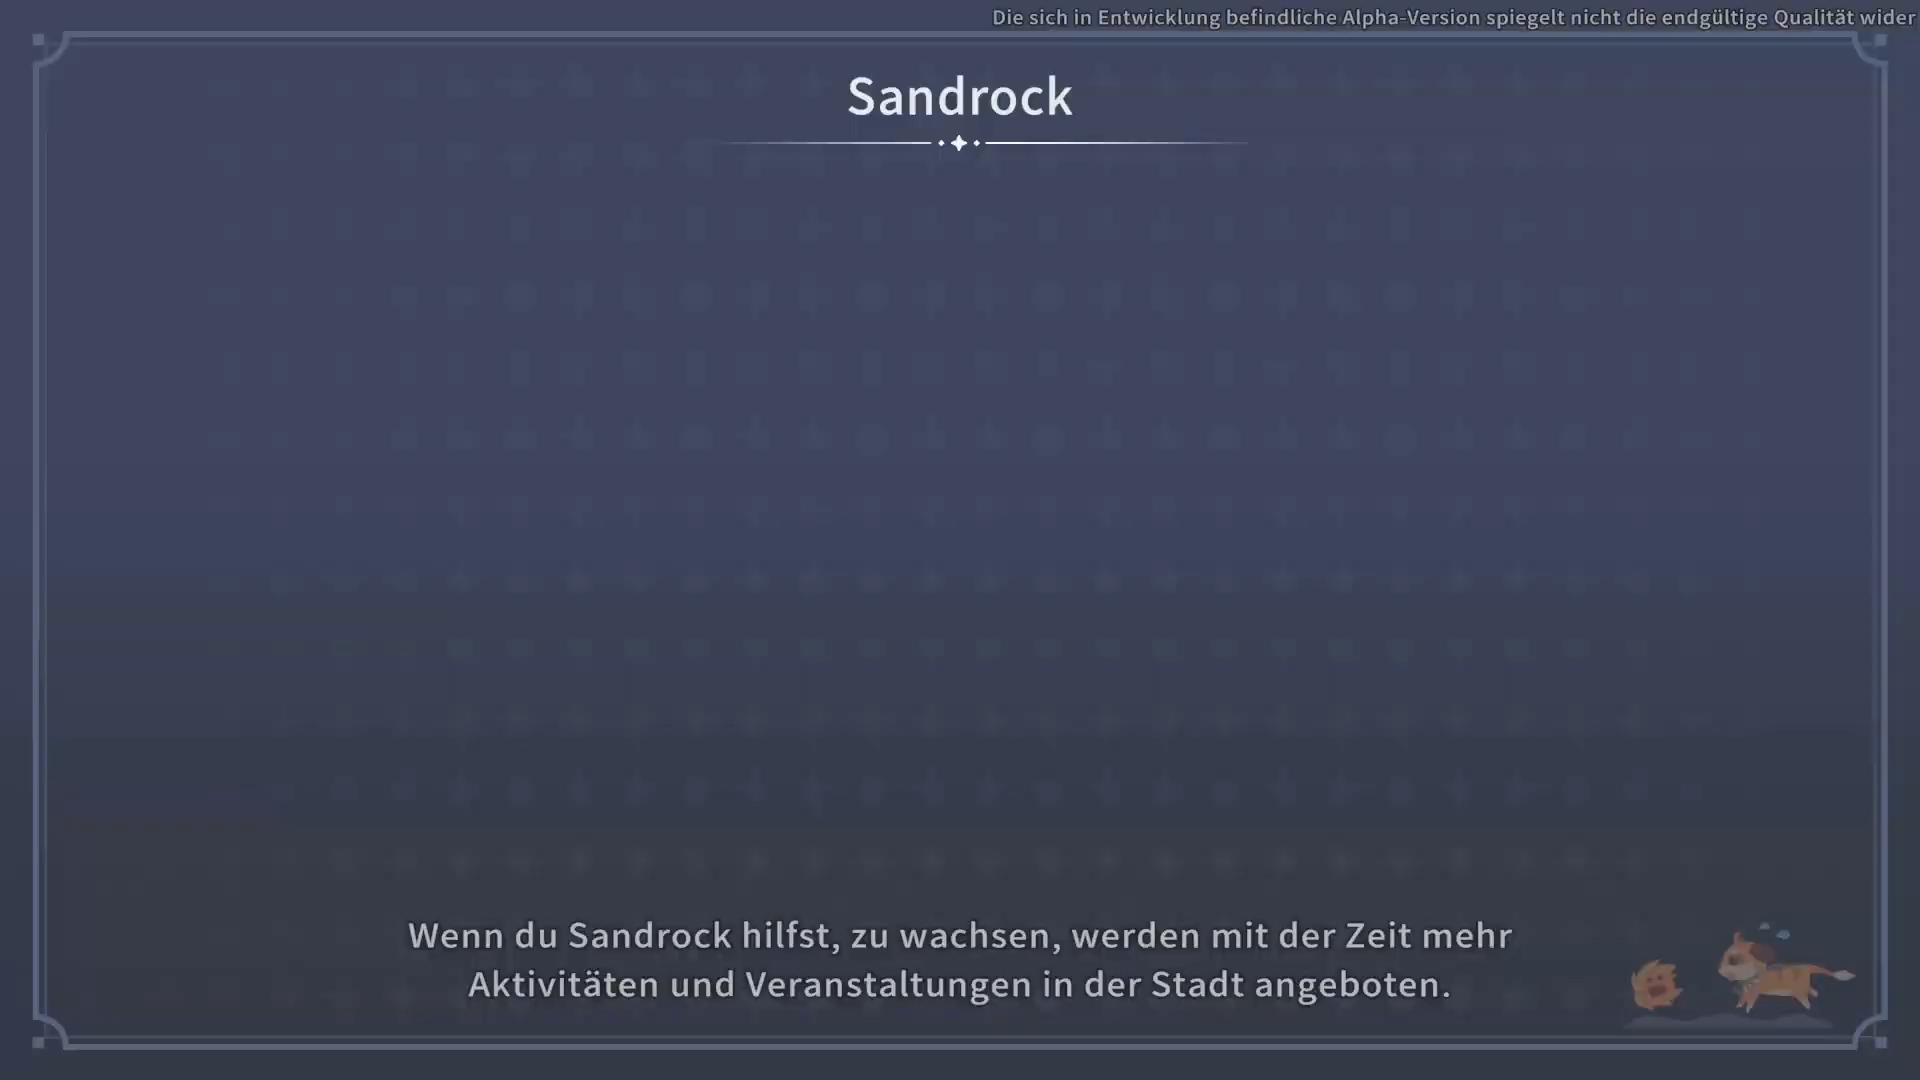 Die sich in Entwicklung befindliche Alpha-Version spiegelt nicht die endgültige Qualität wider
Sandrock
Wenn du Sandrock hilfst, zu wachsen, werden mit der Zeit mehr
Aktivitäten und Veranstaltungen in der Stadt angeboten.